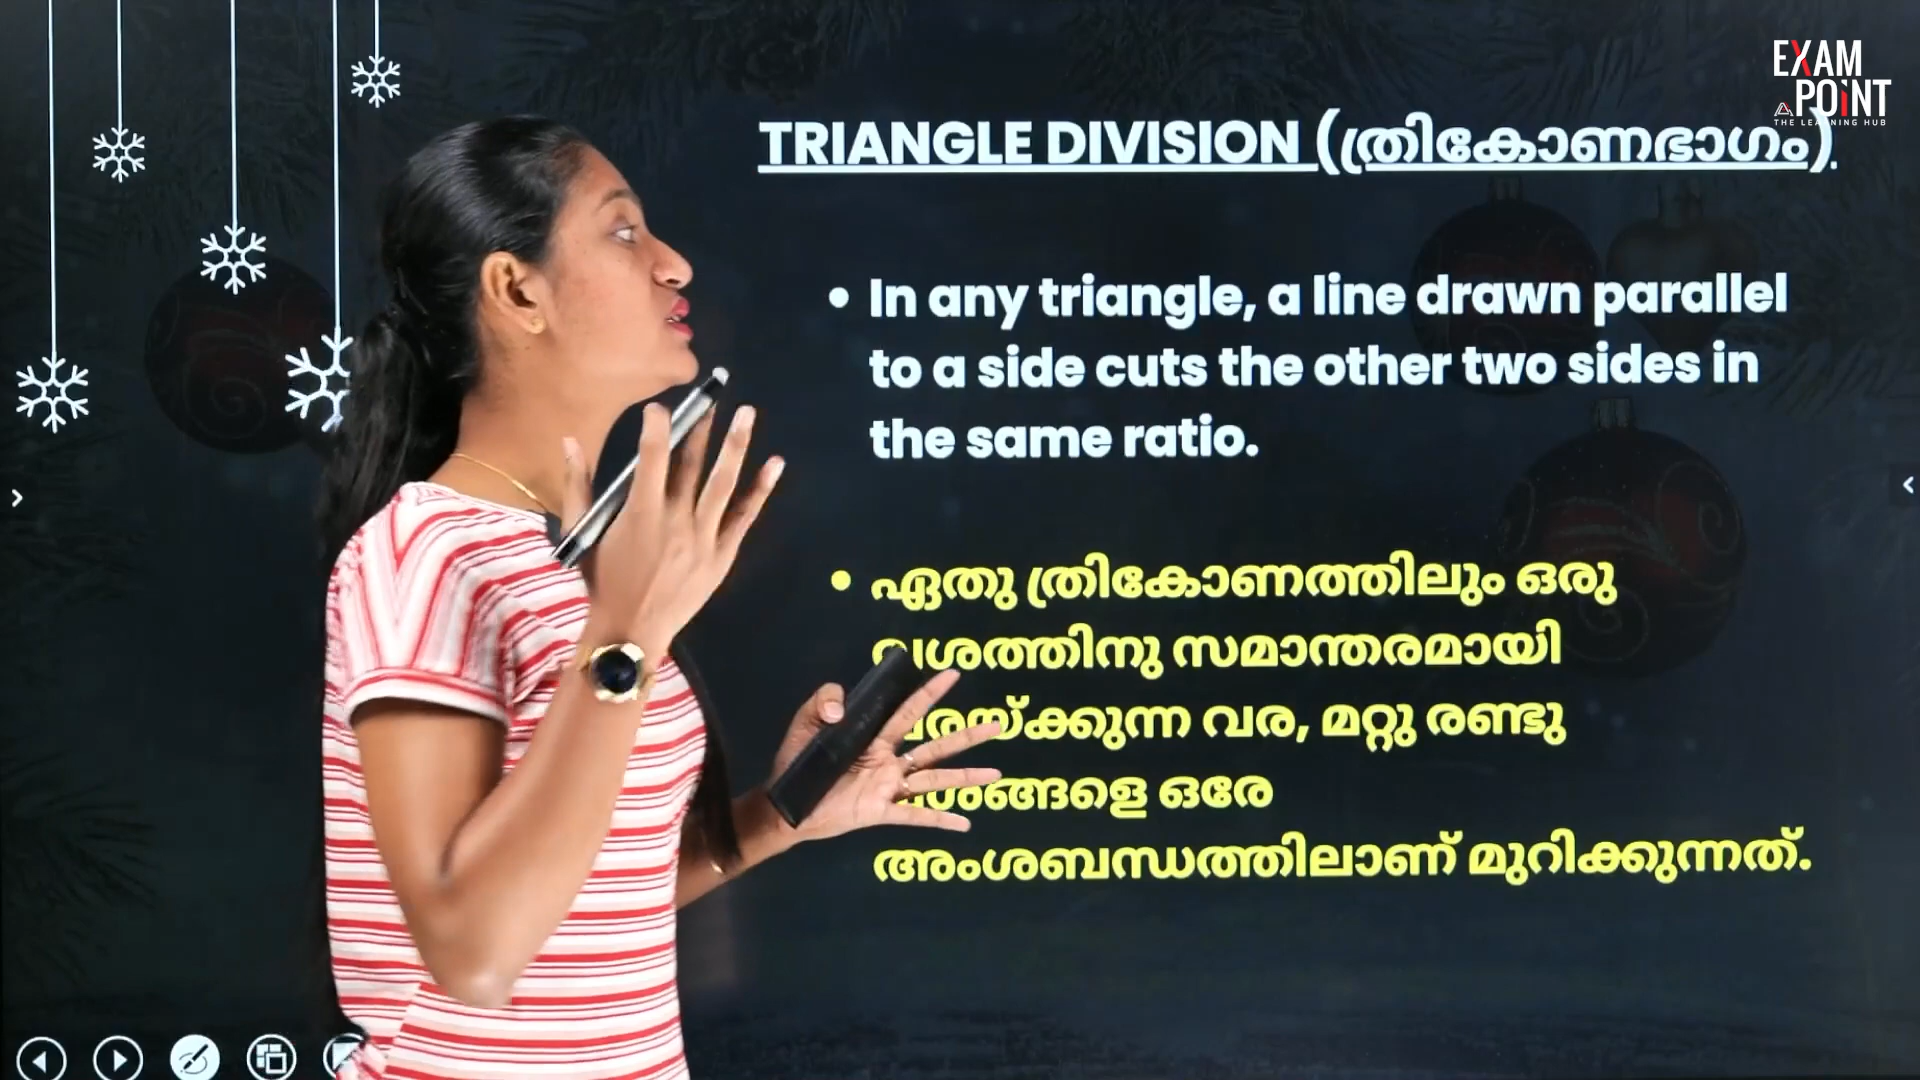 EXAM
POINT
THE LEARNING HUB
TRIANGLE DIVISION (ത്രികോണഭാഗം).
• In any triangle, a line drawn parallel
to a side cuts the other two sides in
the same ratio.
• ഏതു ത്രികോണത്തിലും ഒരു
സമാന്തരമായി
വര, മറ്റു രണ്ടു
ഒരേ
അംശബന്ധത്തിലാണ് മുറിക്കുന്നത്.